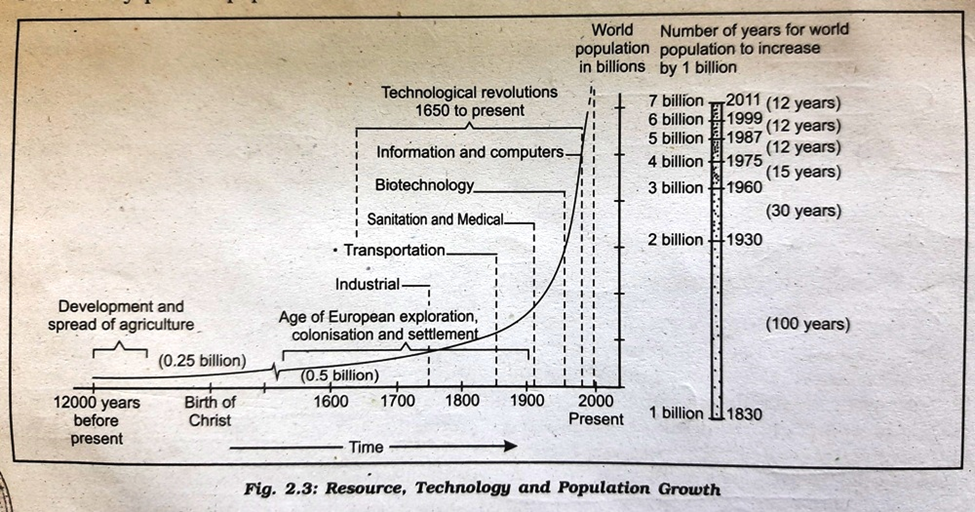 World
population
in billions
Number of years for world
population to increase
by 1 billion
Technological revolutions
1650 to present
Information and computers
Biotechnology
Sanitation and Medical
Transportation
Industrial
Development and
spread of agriculture
Age of European exploration,
colonisation and settlement
(0.25 billion)
(0.5 billion)
12000 years
before
present
Birth of
Christ
1600
1700
1800
1900
2000
Present
Time
7 billion 2011 (12 years)
6 billion 1999
(12 years)
5 billion 1987
(12 years)
4 billion 1975
(15 years)
3 billion 1960
(30 years)
2 billion 1930
(100 years)
1 billion 1830
Fig. 2.3: Resource, Technology and Population Growth